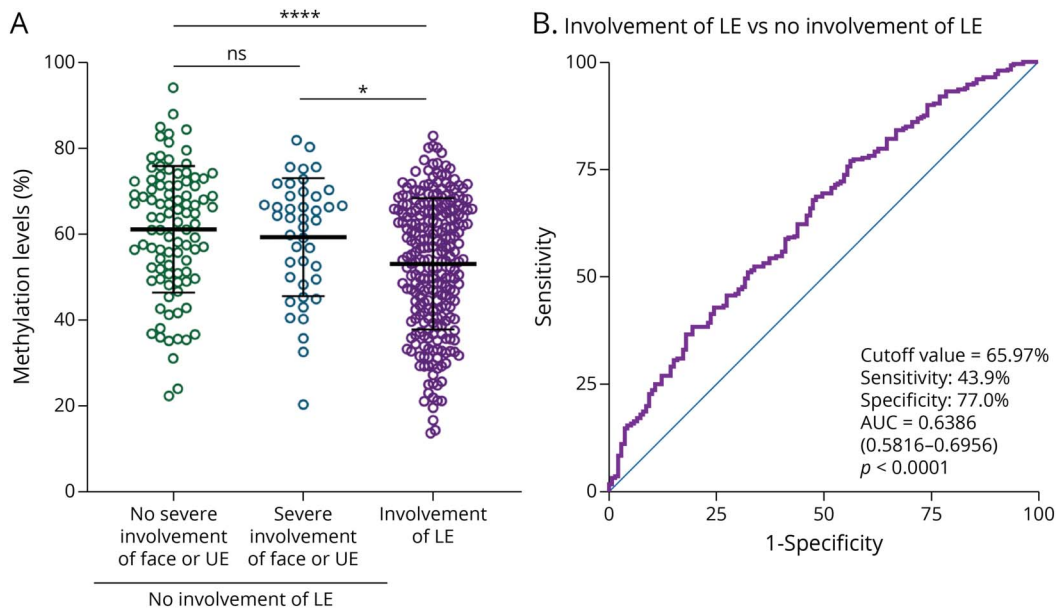 A
****
ns
*
100
80
60
40
20
0
Methylation levels (%)
No severe
involvement
of face or UE
Severe
involvement
of face or UE
Involvement
of LE
No involvement of LE
B. Involvement of LE vs no involvement of LE
100
75
50
25
0
Sensitivity
Cutoff value = 65.97%
Sensitivity: 43.9%
Specificity: 77.0%
AUC = 0.6386
(0.5816–0.6956)
p < 0.0001
0
25
50
75
100
1-Specificity